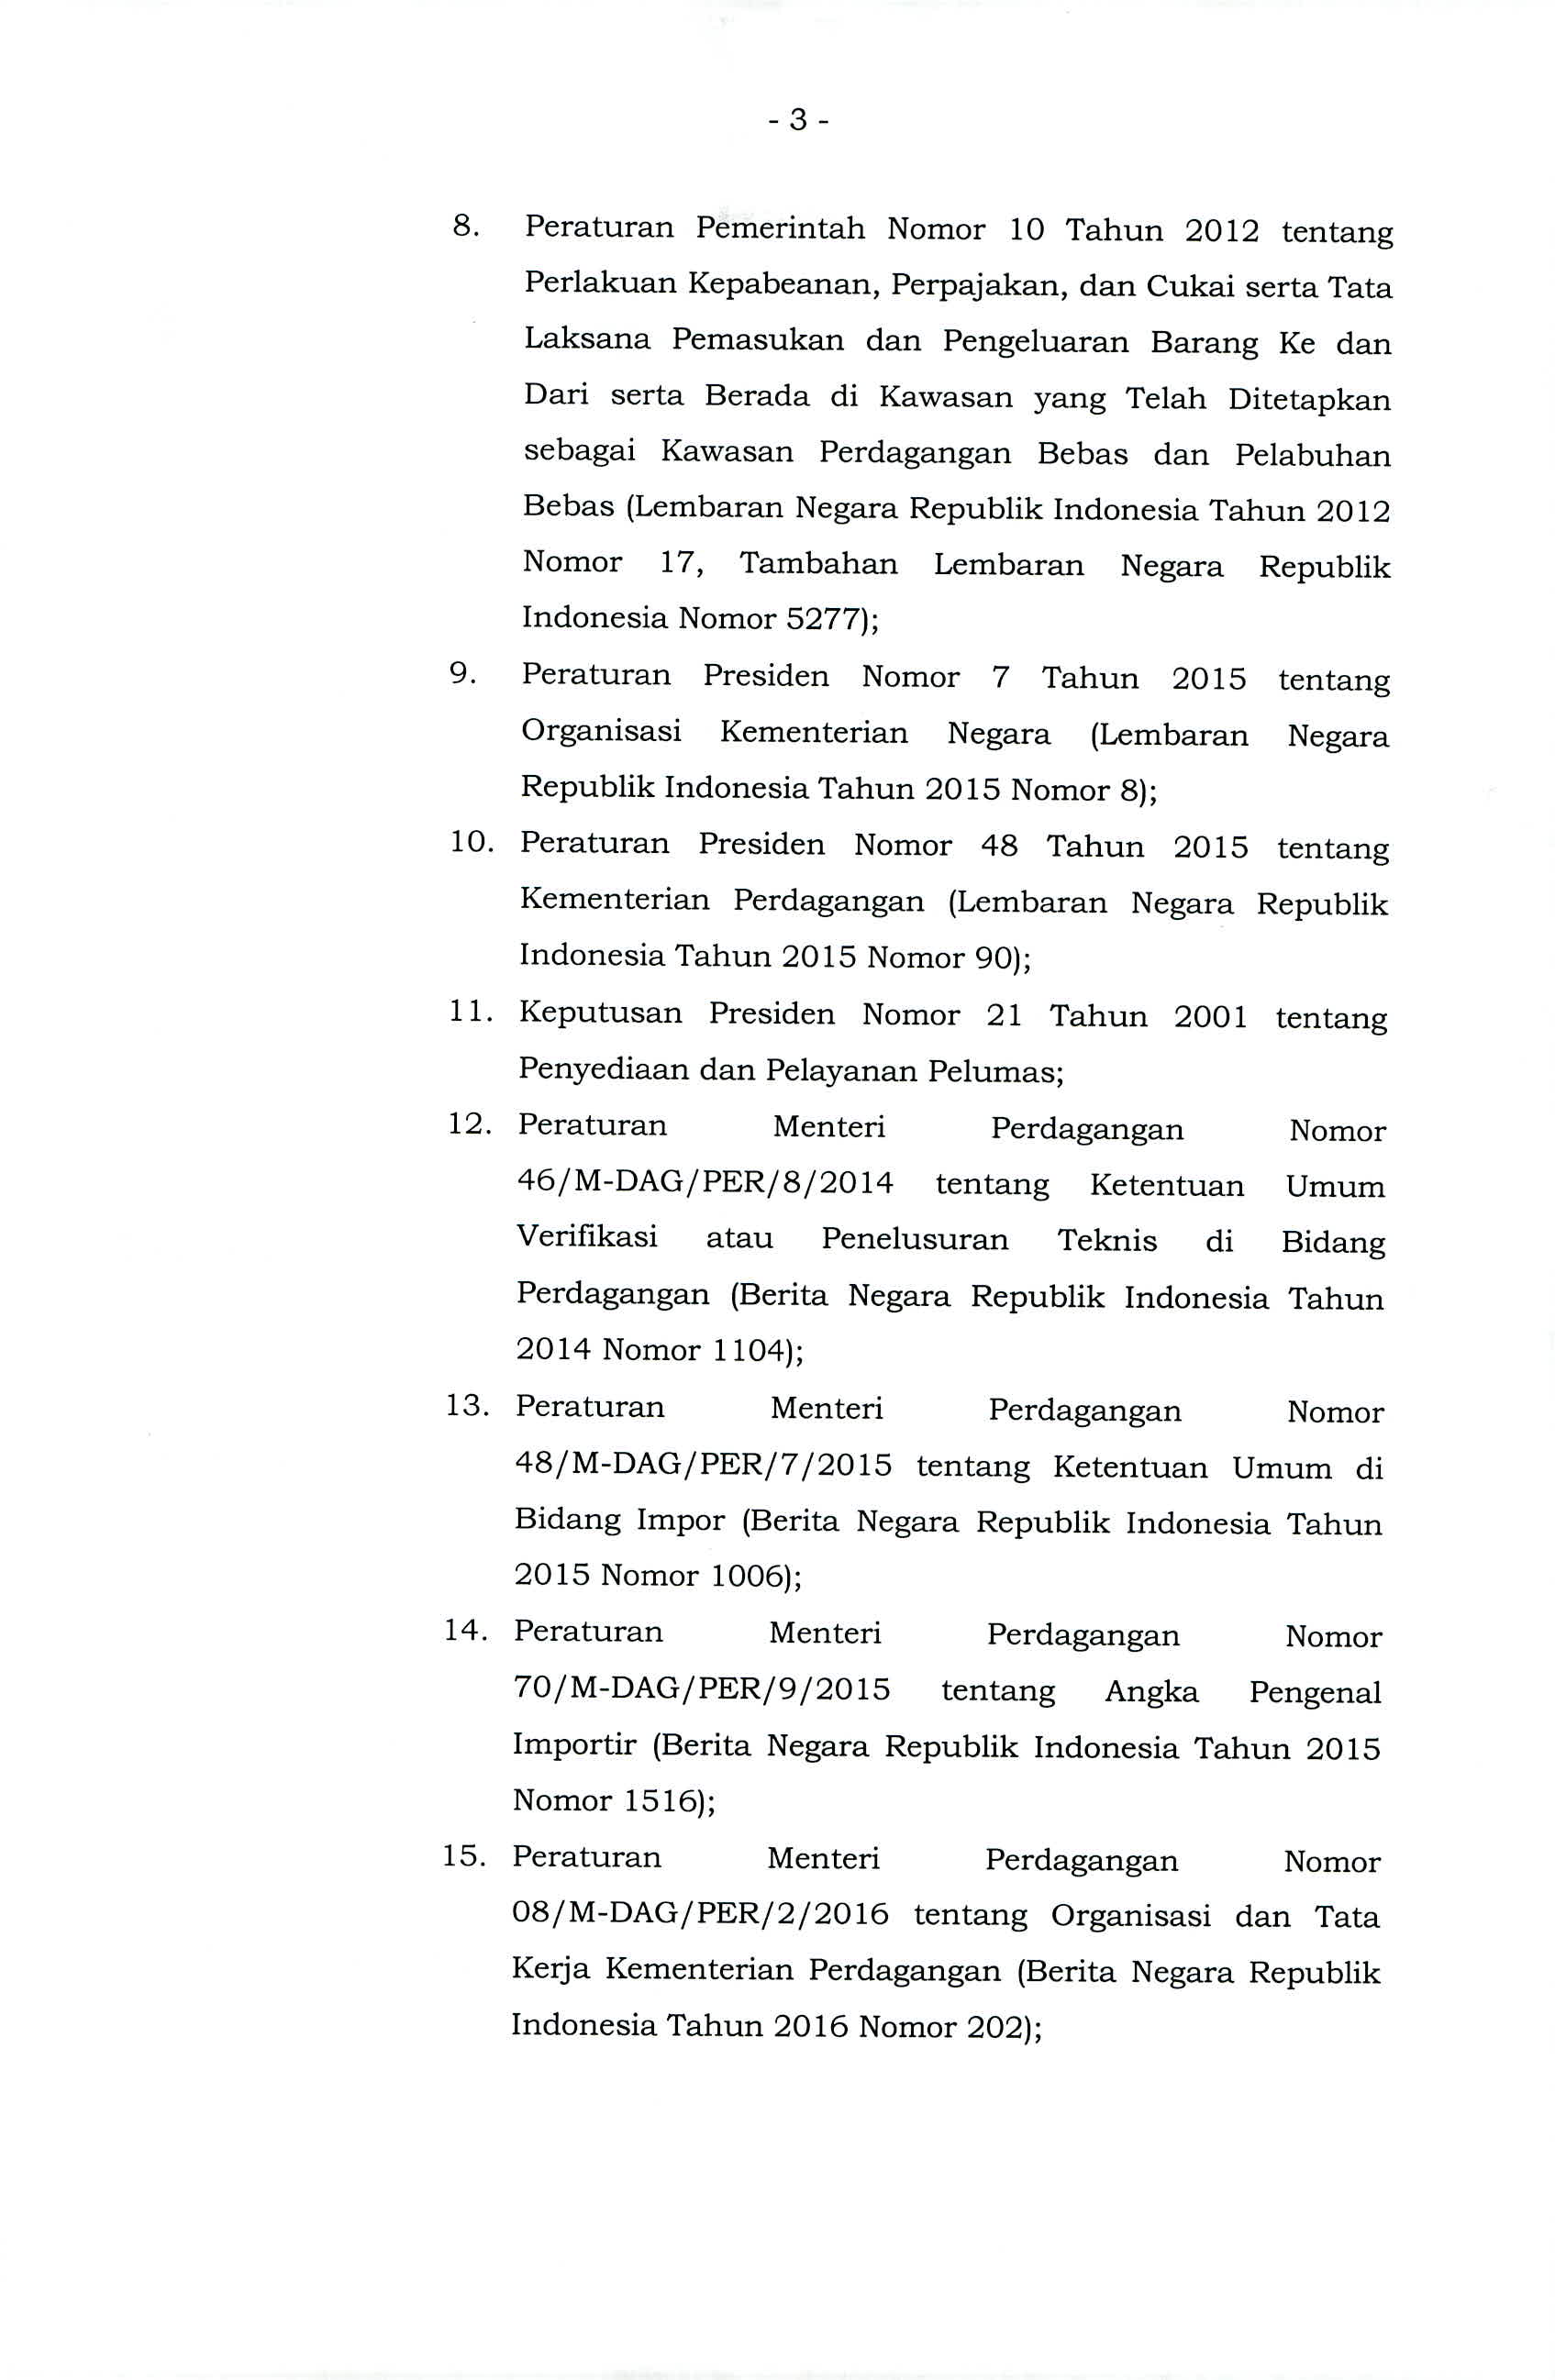 - 3 -
8. Peraturan Pemerintah Nomor 10 Tahun 2012 tentang
Perlakuan Kepabeanan, Perpajakan, dan Cukai serta Tata
Laksana Pemasukan dan Pengeluaran Barang Ke dan
Dari serta Berada di Kawasan yang Telah Ditetapkan
sebagai Kawasan Perdagangan Bebas dan Pelabuhan
Bebas (Lembaran Negara Republik Indonesia Tahun 2012
Nomor 17, Tambahan Lembaran Negara Republik
Indonesia Nomor 5277);
9. Peraturan Presiden Nomor 7 Tahun 2015 tentang
Organisasi Kementerian Negara (Lembaran Negara
Republik Indonesia Tahun 2015 Nomor 8);
10. Peraturan Presiden Nomor 48 Tahun 2015 tentang
Kementerian Perdagangan (Lembaran Negara Republik
Indonesia Tahun 2015 Nomor 90);
11. Keputusan Presiden Nomor 21 Tahun 2001 tentang
Penyediaan dan Pelayanan Pelumas;
12. Peraturan Menteri Perdagangan Nomor
46/M-DAG/PER/8/2014 tentang Ketentuan Umum
Verifikasi atau Penelusuran Teknis di Bidang
Perdagangan (Berita Negara Republik Indonesia Tahun
2014 Nomor 1104);
13. Peraturan Menteri Perdagangan Nomor
48/M-DAG/PER/7/2015 tentang Ketentuan Umum di
Bidang Impor (Berita Negara Republik Indonesia Tahun
2015 Nomor 1006);
14. Peraturan Menteri Perdagangan Nomor
70/M-DAG/PER/9/2015 tentang Angka Pengenal
Importir (Berita Negara Republik Indonesia Tahun 2015
Nomor 1516);
15. Peraturan Menteri Perdagangan Nomor
08/M-DAG/PER/2/2016 tentang Organisasi dan Tata
Kerja Kementerian Perdagangan (Berita Negara Republik
Indonesia Tahun 2016 Nomor 202);